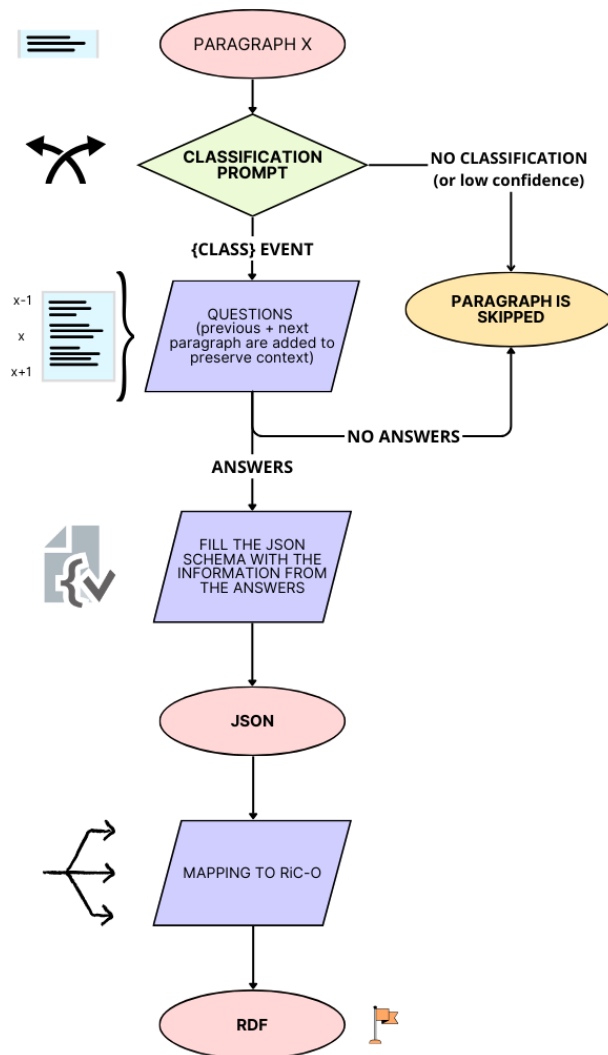 PARAGRAPH X
CLASSIFICATION
PROMPT
NO CLASSIFICATION
(or low confidence)
{CLASS} EVENT
x-1
x
x+1
QUESTIONS
(previous + next
paragraph are added to
preserve context)
PARAGRAPH IS
SKIPPED
NO ANSWERS
ANSWERS
FILL THE JSON
SCHEMA WITH THE
INFORMATION FROM
THE ANSWERS
JSON
MAPPING TO RiC-O
RDF